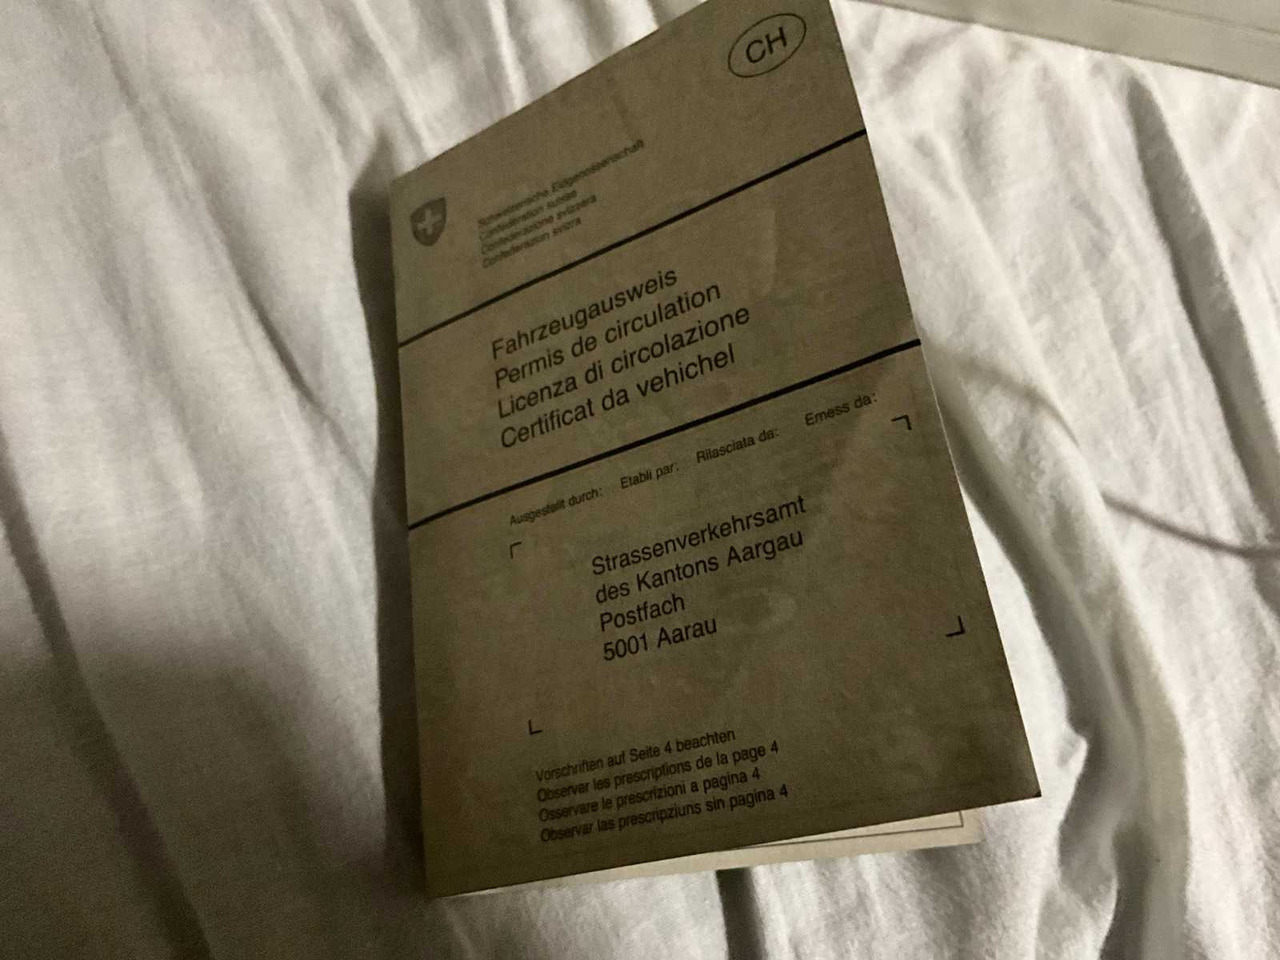 CH
Schweizerische Eidgenossenschaft
Confédération suisse
Confederazione svizzera
Confederaziun svizra
Fahrzeugausweis
Permis de circulation
Licenza di circolazione
Certificat da vehichel
Ausgestellt durch: Etabli par: Rilasciata da: Emess da:
Strassenverkehrsamt
des Kantons Aargau
Postfach
5001 Aarau
Vorschriften auf Seite 4 beachten
Observer les prescriptions de la page 4
Osservare le prescrizioni a pagina 4
Observar las prescripziuns sin pagina 4